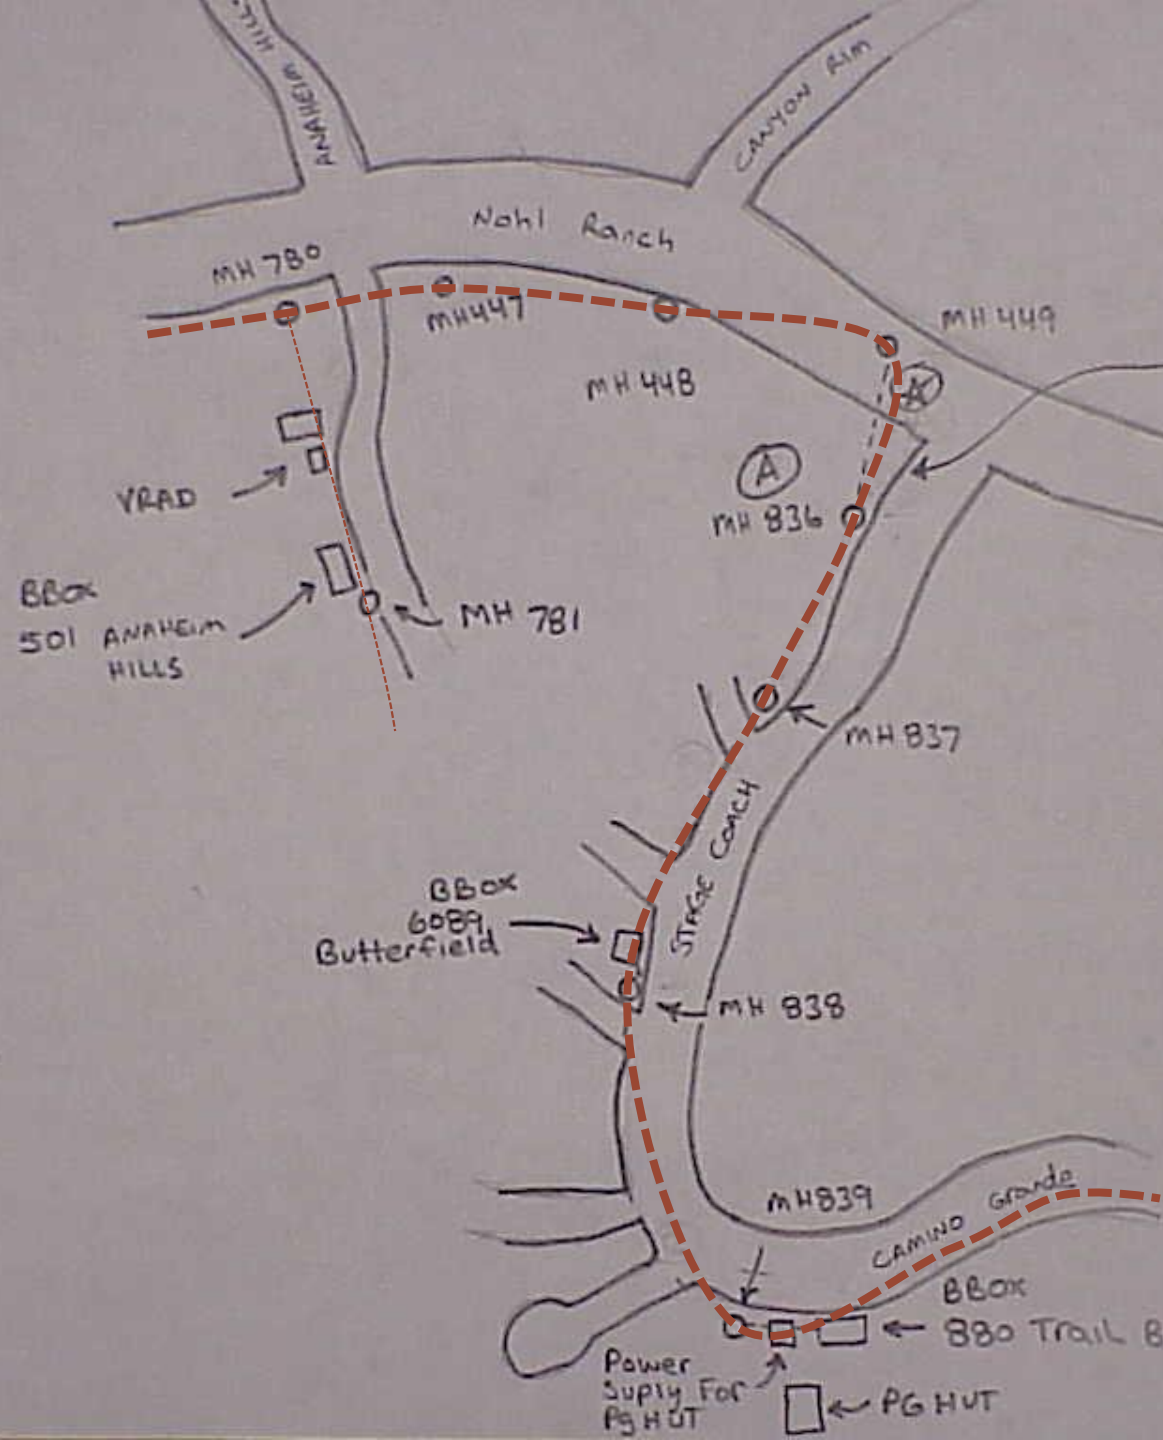 ANAHEIM HILL
CANYON RIM
Nohl Ranch
MH 780
MH447
MH 449
MH 448
A
A
MH 836
VRAD
BBOX
501 ANAHEIM
HILLS
MH 781
MH 837
STAGE COACH
BBOX
6089
Butterfield
MH 838
MH839
CAMINO Grande
BBOX
880 Trail B
Power
Suply For
Pg HUT
PG HUT